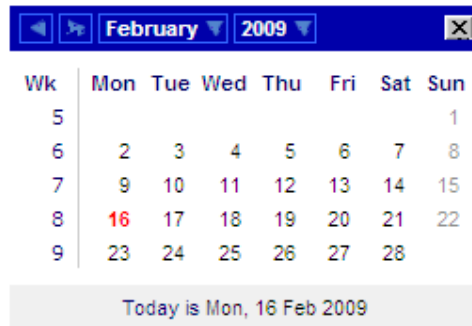 February 2009
Wk Mon Tue Wed Thu Fri Sat Sun
5 1
6 2 3 4 5 6 7 8
7 9 10 11 12 13 14 15
8 16 17 18 19 20 21 22
9 23 24 25 26 27 28
Today is Mon, 16 Feb 2009